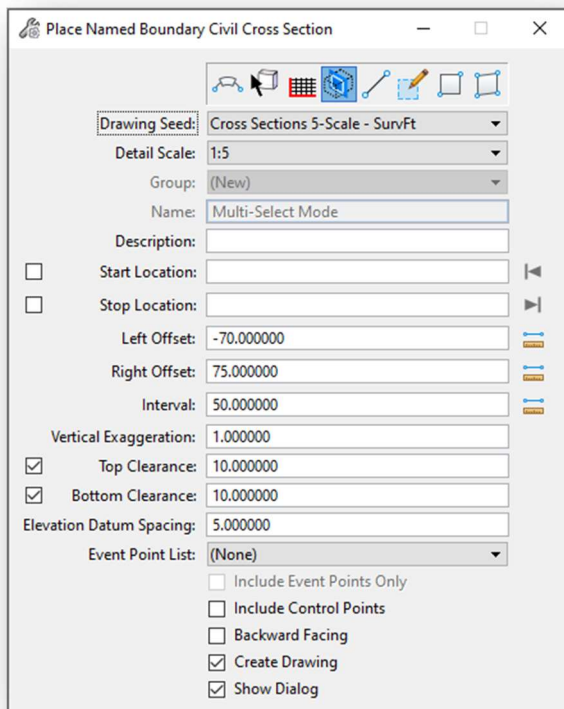 Place Named Boundary Civil Cross Section
Drawing Seed: Cross Sections 5-Scale - SurvFt
Detail Scale: 1:5
Group: (New)
Name: Multi-Select Mode
Description:
Start Location:
Stop Location:
Left Offset: -70.000000
Right Offset: 75.000000
Interval: 50.000000
Vertical Exaggeration: 1.000000
Top Clearance: 10.000000
Bottom Clearance: 10.000000
Elevation Datum Spacing: 5.000000
Event Point List: (None)
Include Event Points Only
Include Control Points
Backward Facing
Create Drawing
Show Dialog